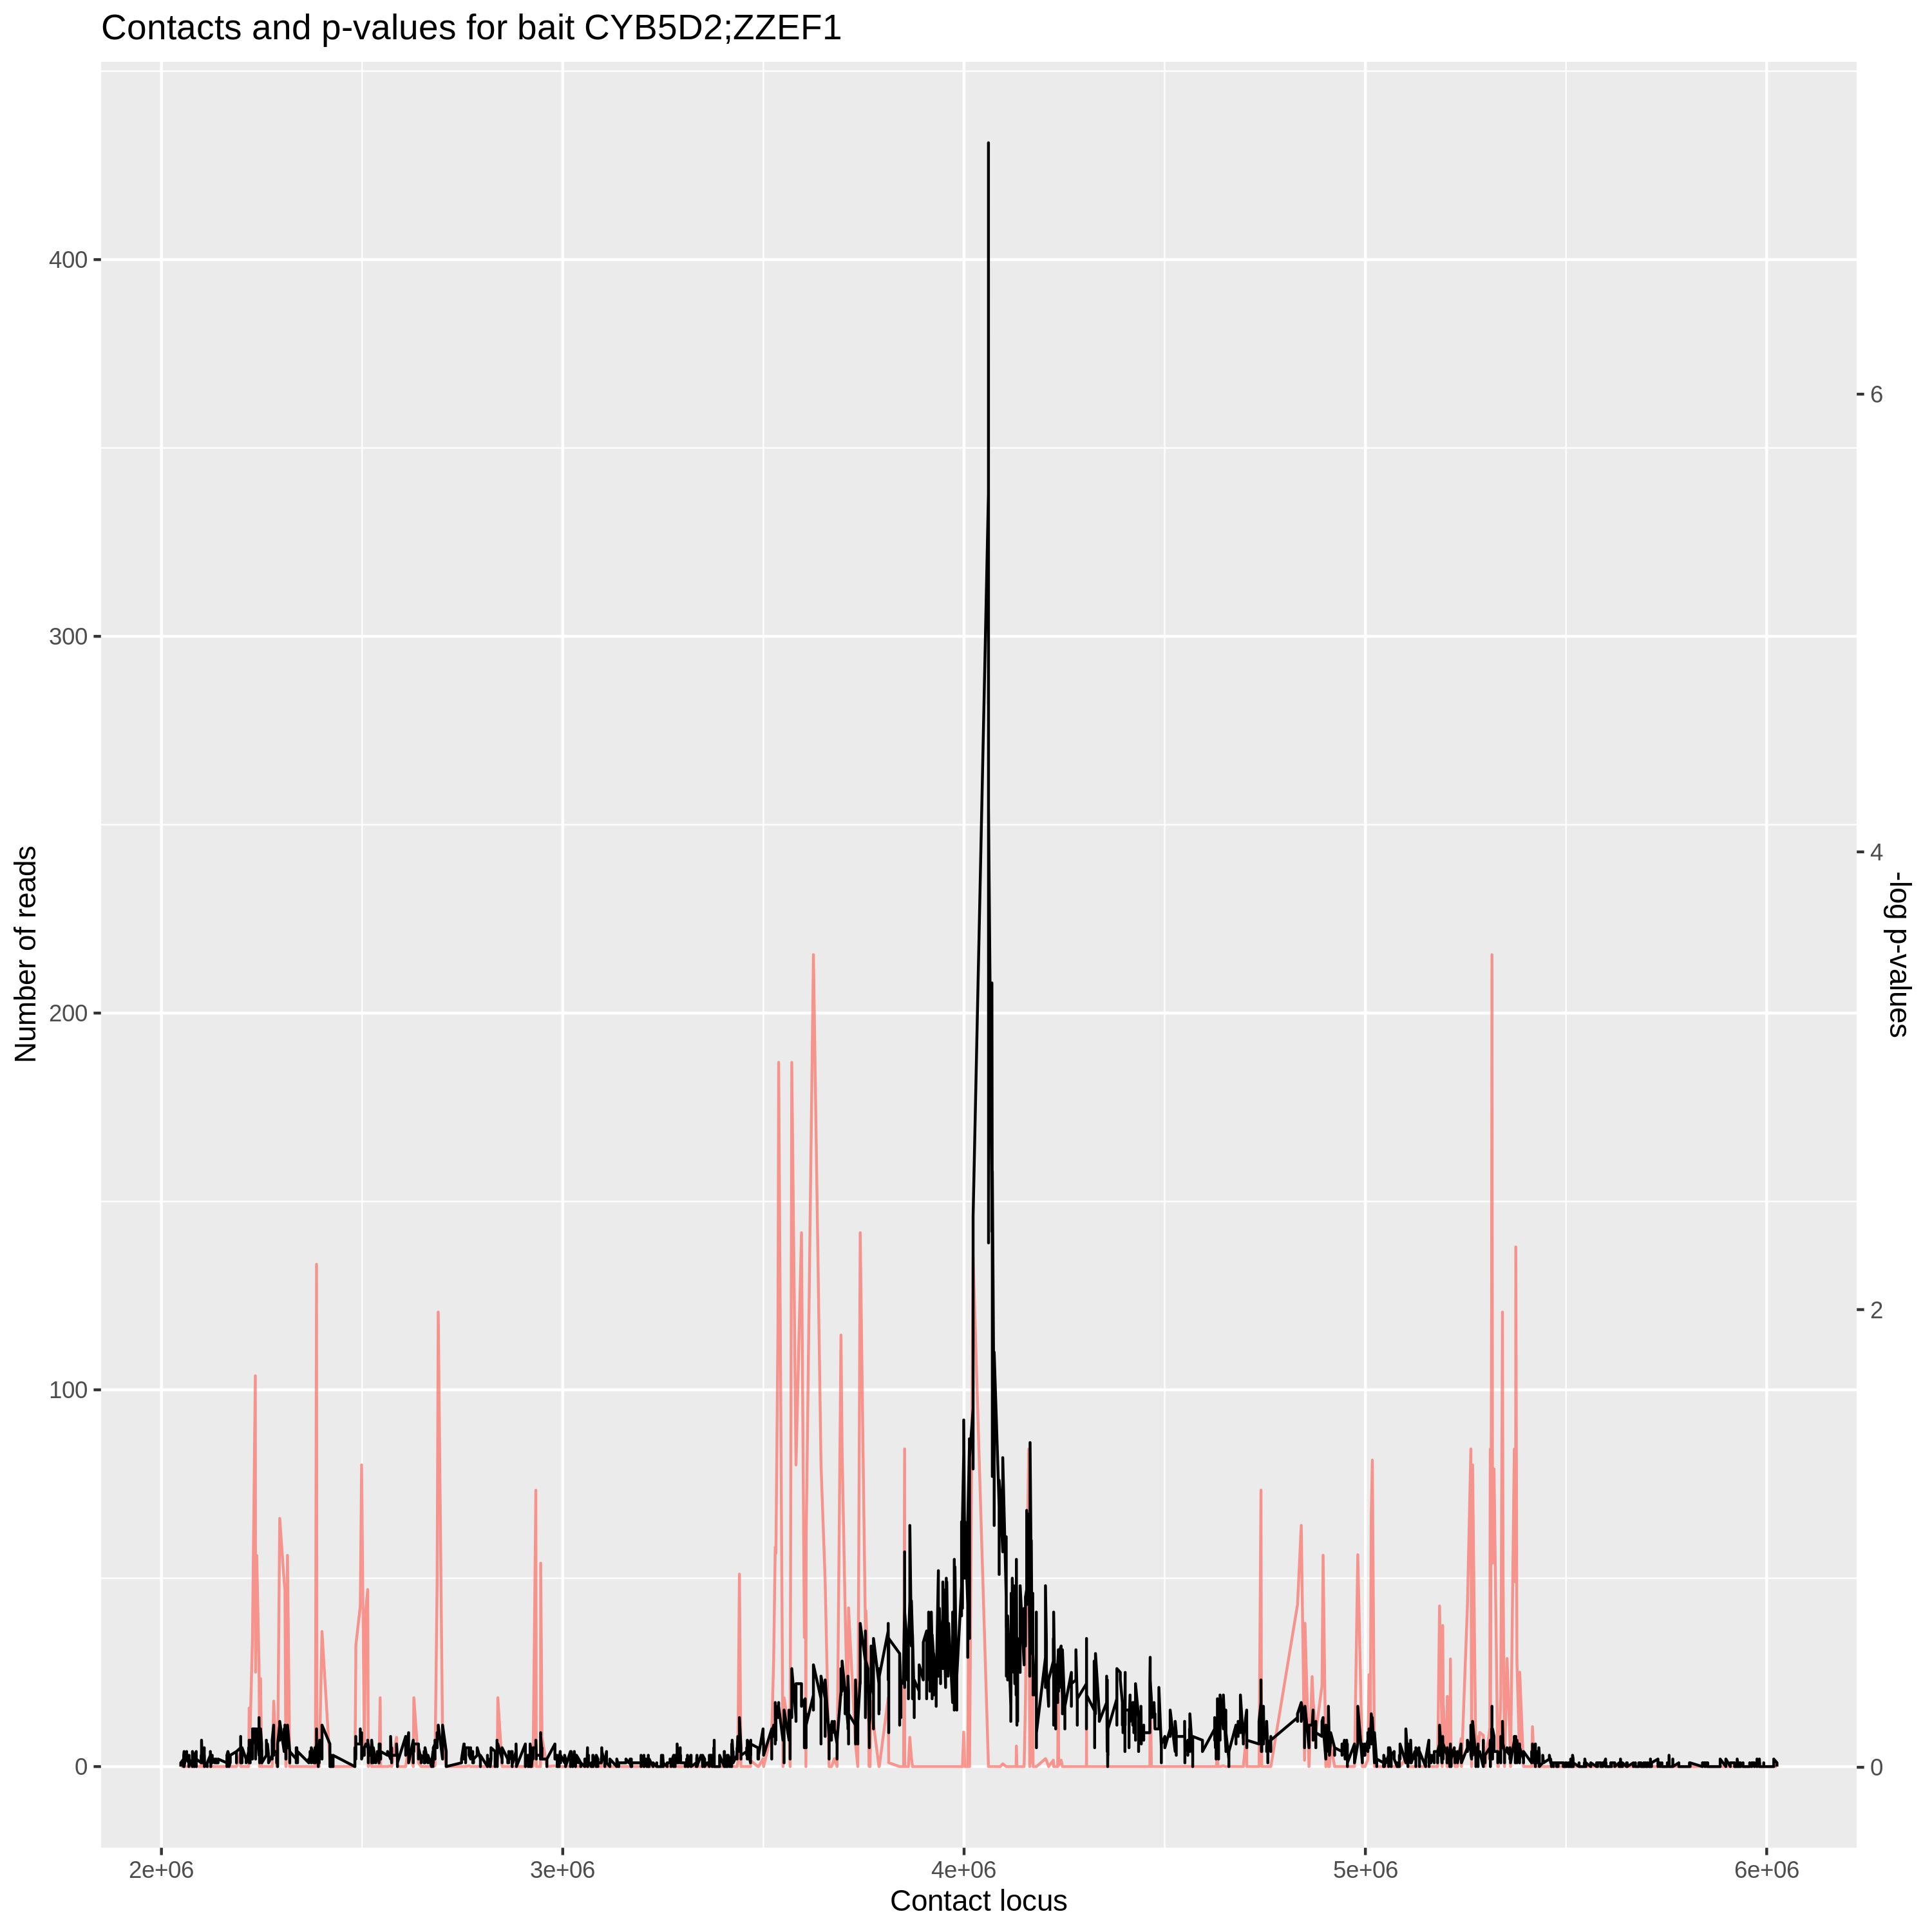 Contacts and p-values for bait CYB5D2;ZZEF1
400
300
200
100
0
Number of reads
6
4
2
0
-log p-values
2e+06
3e+06
4e+06
5e+06
6e+06
Contact locus